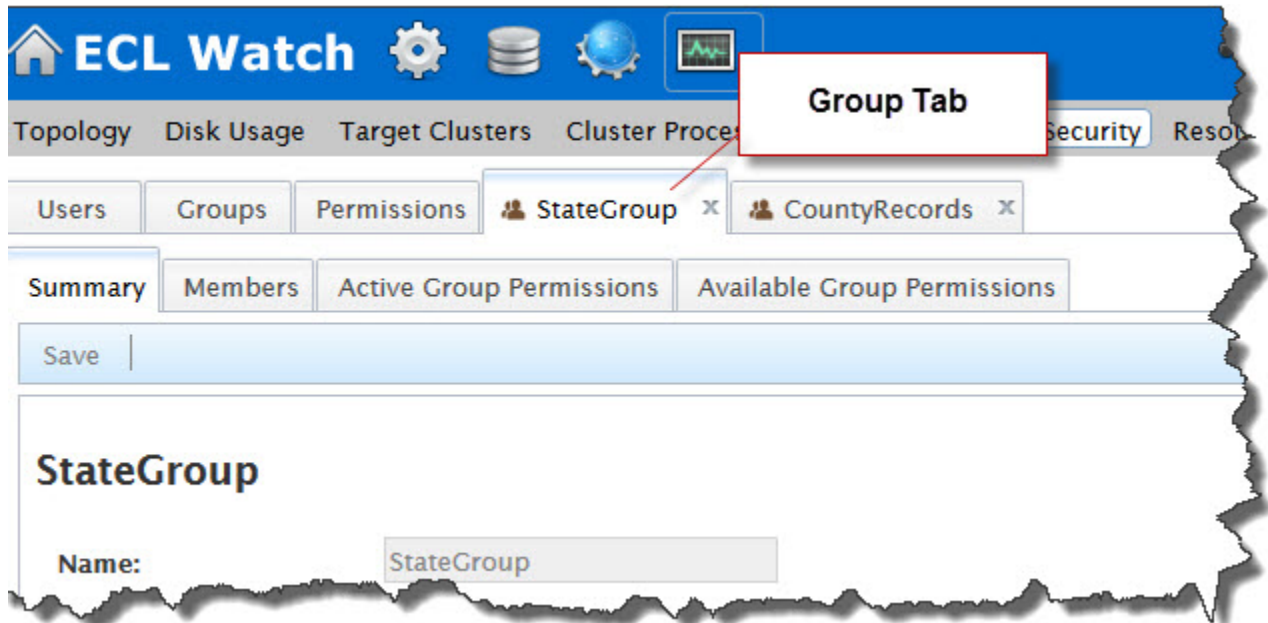 ECL Watch
Group Tab
Topology Disk Usage Target Clusters Cluster Security
Users Groups Permissions StateGroup x CountyRecords x
Summary Members Active Group Permissions Available Group Permissions
Save
StateGroup
Name: StateGroup